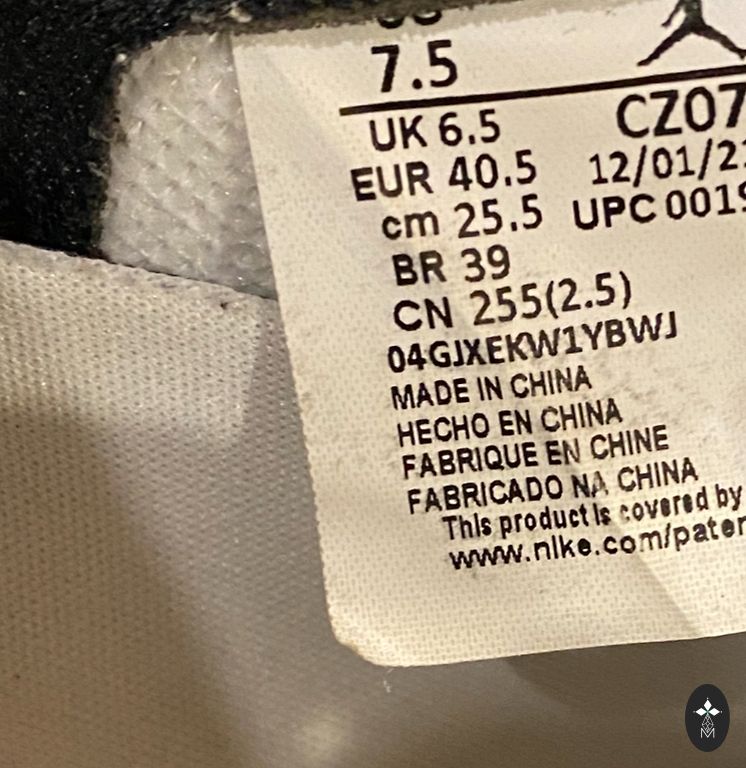 7.5
UK 6.5 CZ07
EUR 40.5 12/01/2
cm 25.5 UPC 0019
BR 39
CN 255(2.5)
04GJXEKW1YBWJ
MADE IN CHINA
HECHO EN CHINA
FABRIQUE EN CHINE
FABRICADO NA CHINA
This product is covered by
www.nike.com/paten
M